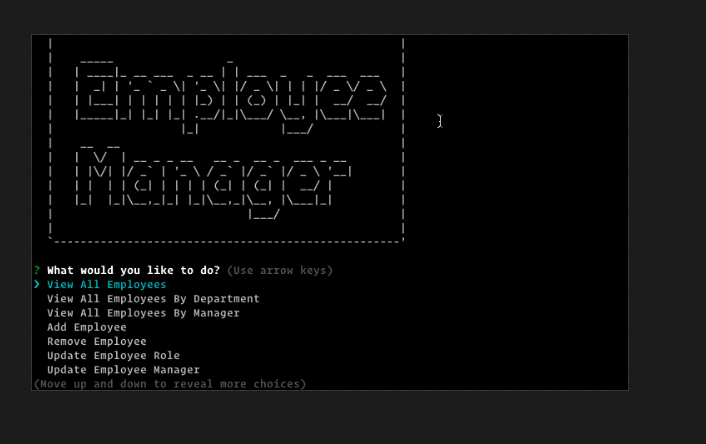 Employee
Manager
? What would you like to do? (Use arrow keys)
❯ View All Employees
View All Employees By Department
View All Employees By Manager
Add Employee
Remove Employee
Update Employee Role
Update Employee Manager
(Move up and down to reveal more choices)